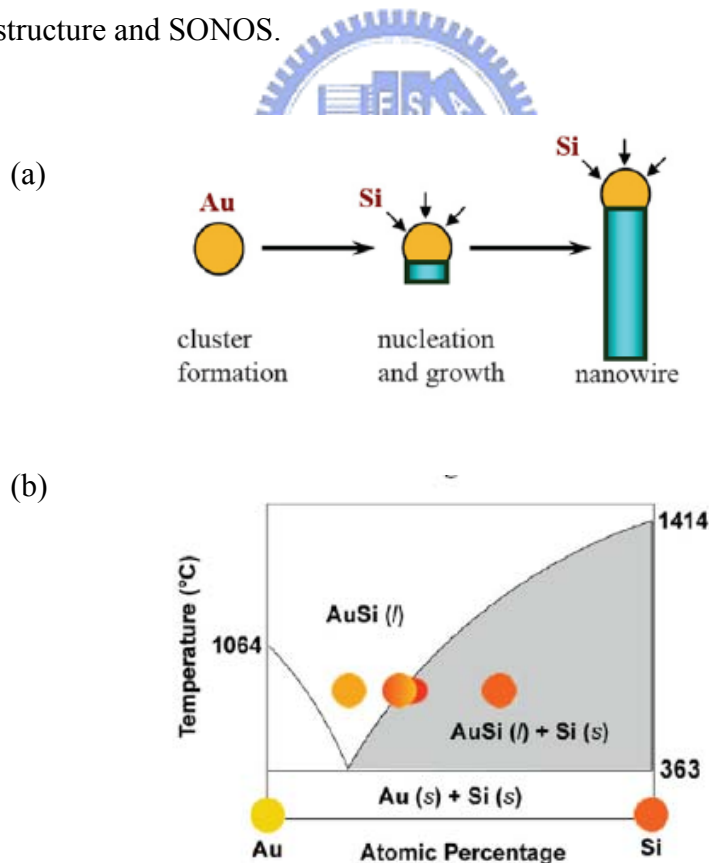 structure and SONOS.
ESA
(a)
Au
Si
Si
cluster
formation
nucleation
and growth
nanowire
(b)
1414
Temperature (°C)
AuSi (l)
1064
AuSi (l) + Si (s)
363
Au (s) + Si (s)
Au
Atomic Percentage
Si